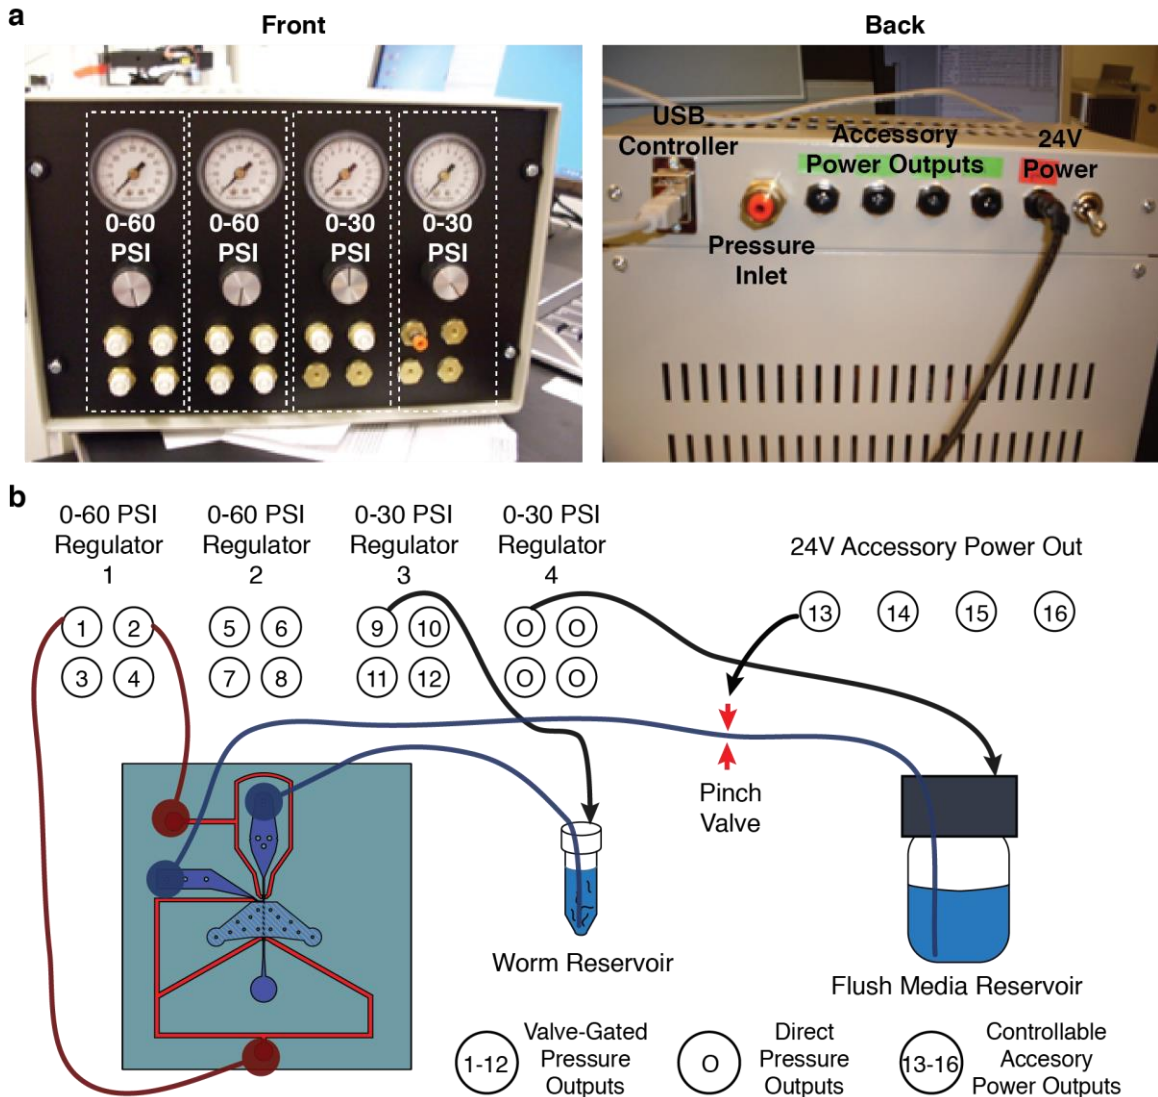 a
Front
Back
0-60
PSI
0-60
PSI
0-30
PSI
0-30
PSI
USB
Controller
Accessory
Power Outputs
24V
Power
Pressure
Inlet
b
0-60 PSI
Regulator
1
0-60 PSI
Regulator
2
0-30 PSI
Regulator
3
0-30 PSI
Regulator
4
24V Accessory Power Out
1 2 5 6 9 10 O O 13 14 15 16
3 4 7 8 11 12 O O
Pinch
Valve
Worm Reservoir
Flush Media Reservoir
1-12
Valve-Gated
Pressure
Outputs
O
Direct
Pressure
Outputs
13-16
Controllable
Accesory
Power Outputs